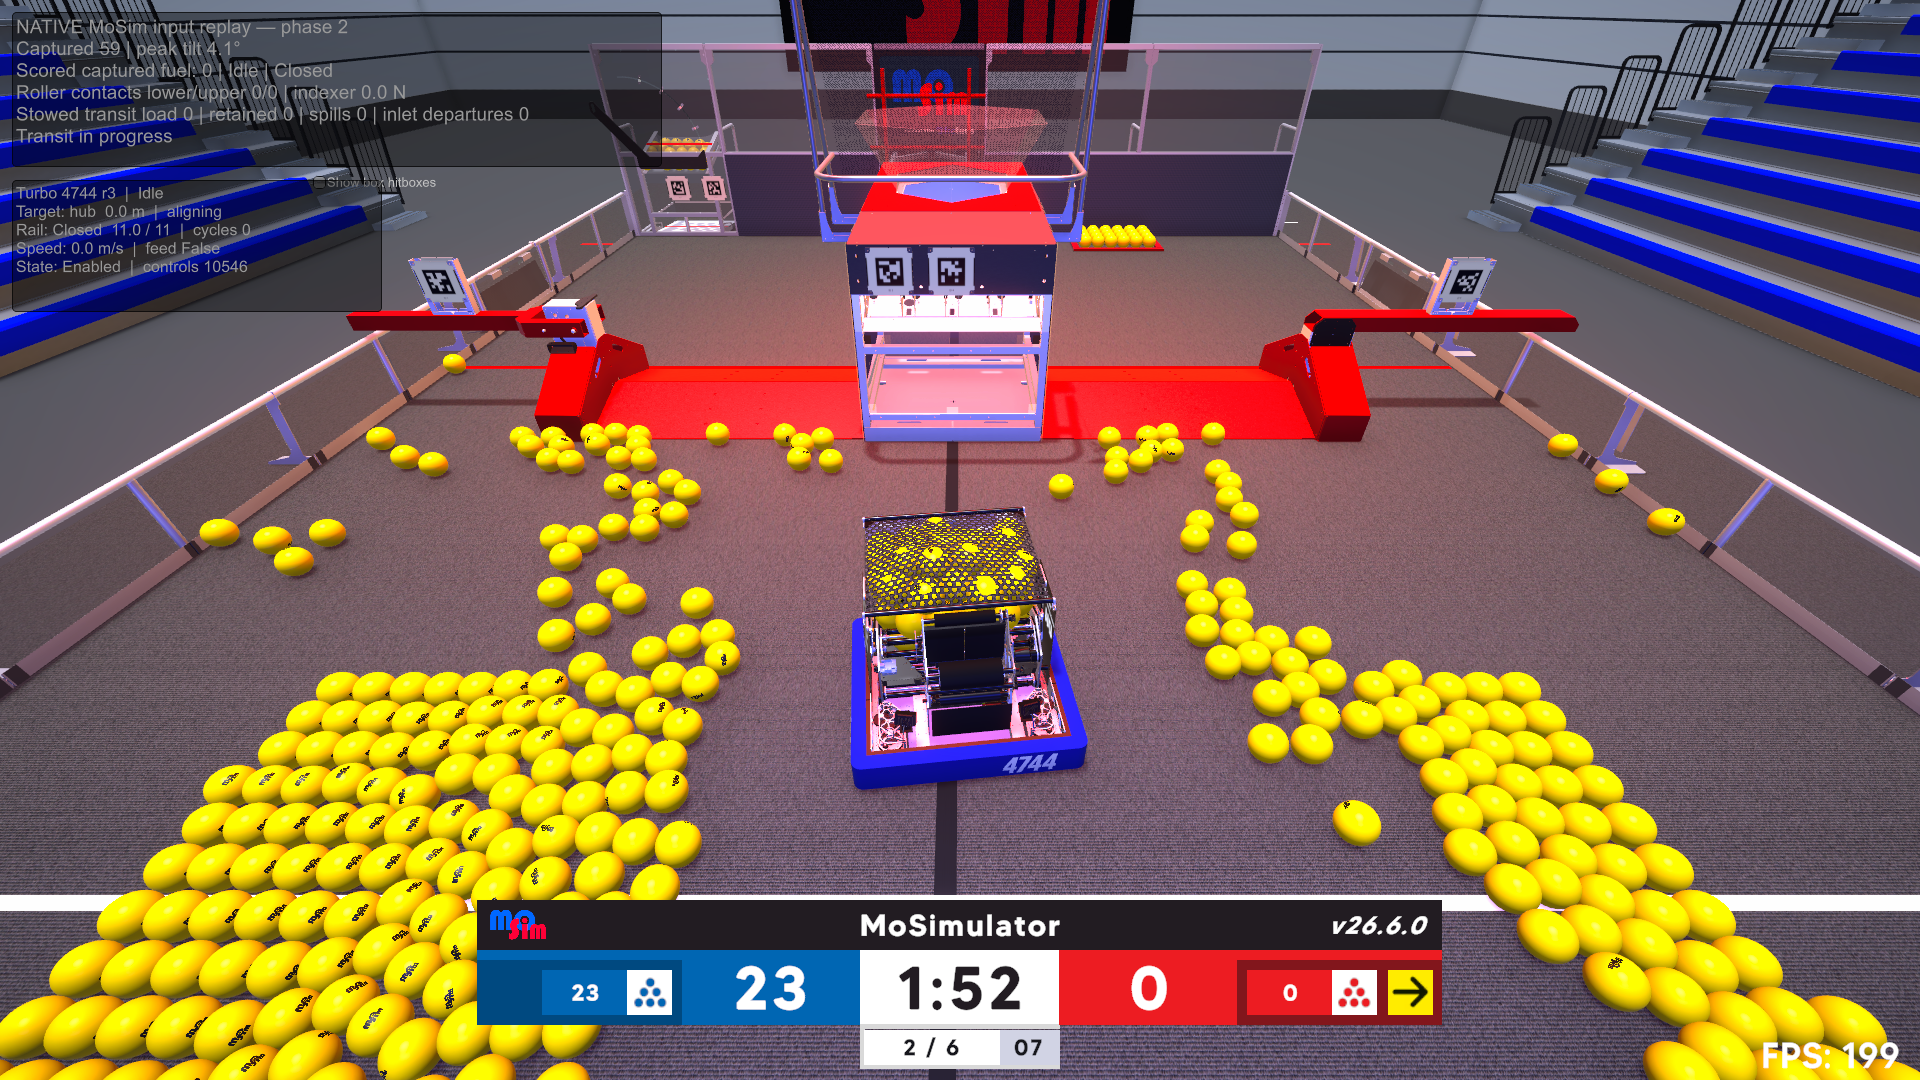 NATIVE MoSim input replay — phase 2
Captured 59 | peak tilt 4.1°
Scored captured fuel: 0 | Idle | Closed
Roller contacts lower/upper 0/0 | indexer 0.0 N
Stowed transit load 0 | retained 0 | spills 0 | inlet departures 0
Transit in progress
Show box hitboxes
Turbo 4744 r3 | Idle
Target: hub 0.0 m | aligning
Rail: Closed 11.0 / 11 | cycles 0
Speed: 0.0 m/s | feed False
State: Enabled | controls 10546
mosim
4744
mosim
MoSimulator
v26.6.0
23
23
1:52
0
0
2 / 6
07
FPS: 199